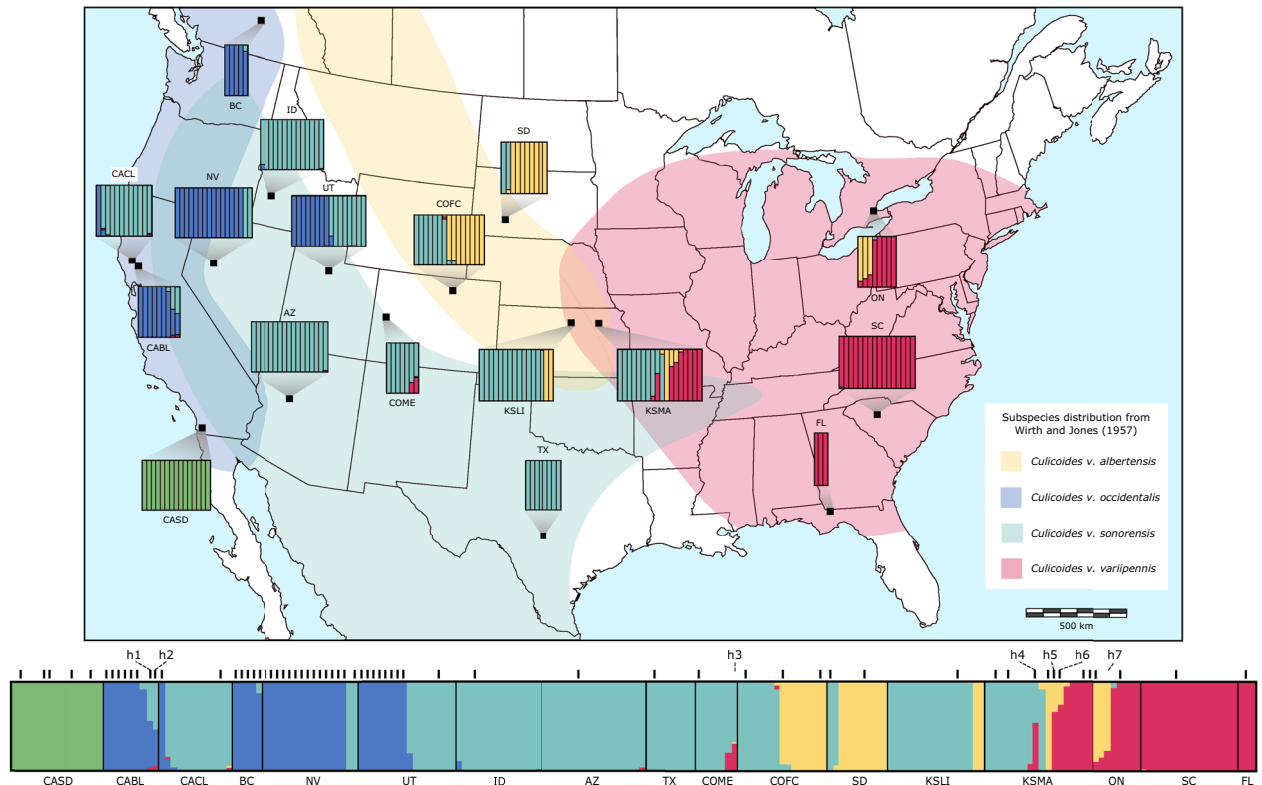 BC
ID
SD
CACL
NV
UT
COFC
ON
CABL
AZ
SC
COME
KSLI
KSMA
FL
TX
CASD
Subspecies distribution from
Wirth and Jones (1957)
Culicoides v. albertensis
Culicoides v. occidentalis
Culicoides v. sonorensis
Culicoides v. variipennis
500 km
h1 h2 h3 h4 h5 h6 h7
CASD CABL CACL BC NV UT ID AZ TX COME COFC SD KSLI KSMA ON SC FL